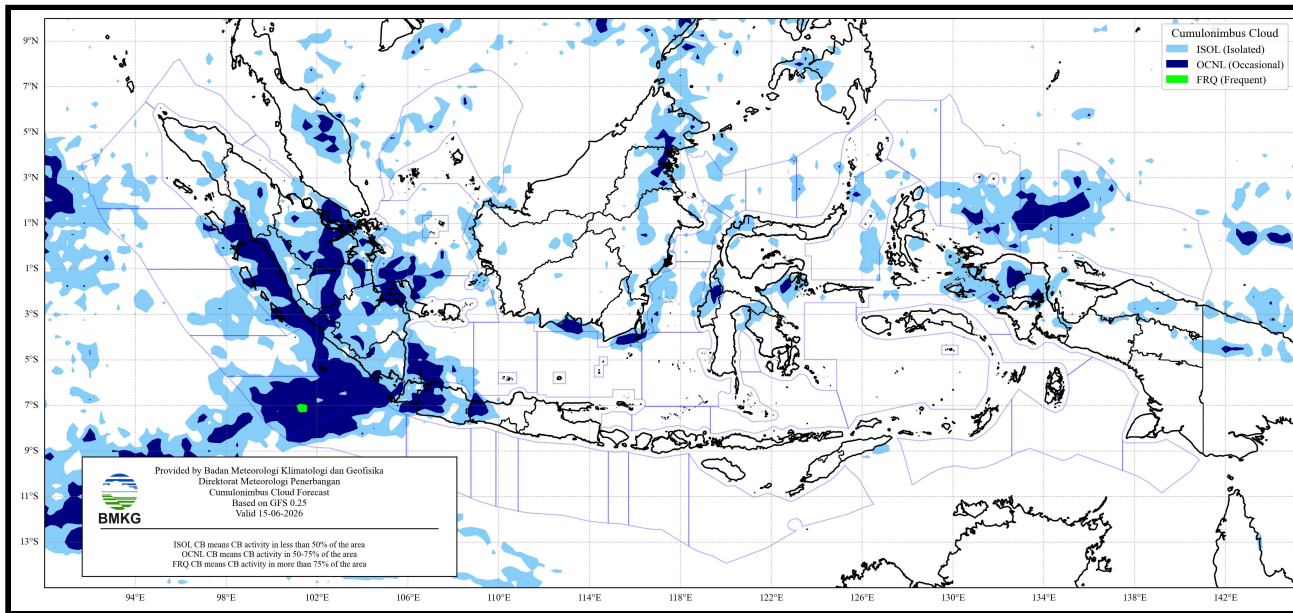 Cumulonimbus Cloud
ISOL (Isolated)
OCNL (Occasional)
FRQ (Frequent)
9°N
7°N
5°N
3°N
1°N
1°S
3°S
5°S
7°S
9°S
11°S
13°S
Provided by Badan Meteorologi Klimatologi dan Geofisika
Direktorat Meteorologi Penerbangan
Cumulonimbus Cloud Forecast
Based on GFS 0.25
Valid 15-06-2026
BMKG
ISOL CB means CB activity in less than 50% of the area
OCNL CB means CB activity in 50-75% of the area
FRQ CB means CB activity in more than 75% of the area
94°E 98°E 102°E 106°E 110°E 114°E 118°E 122°E 126°E 130°E 134°E 138°E 142°E